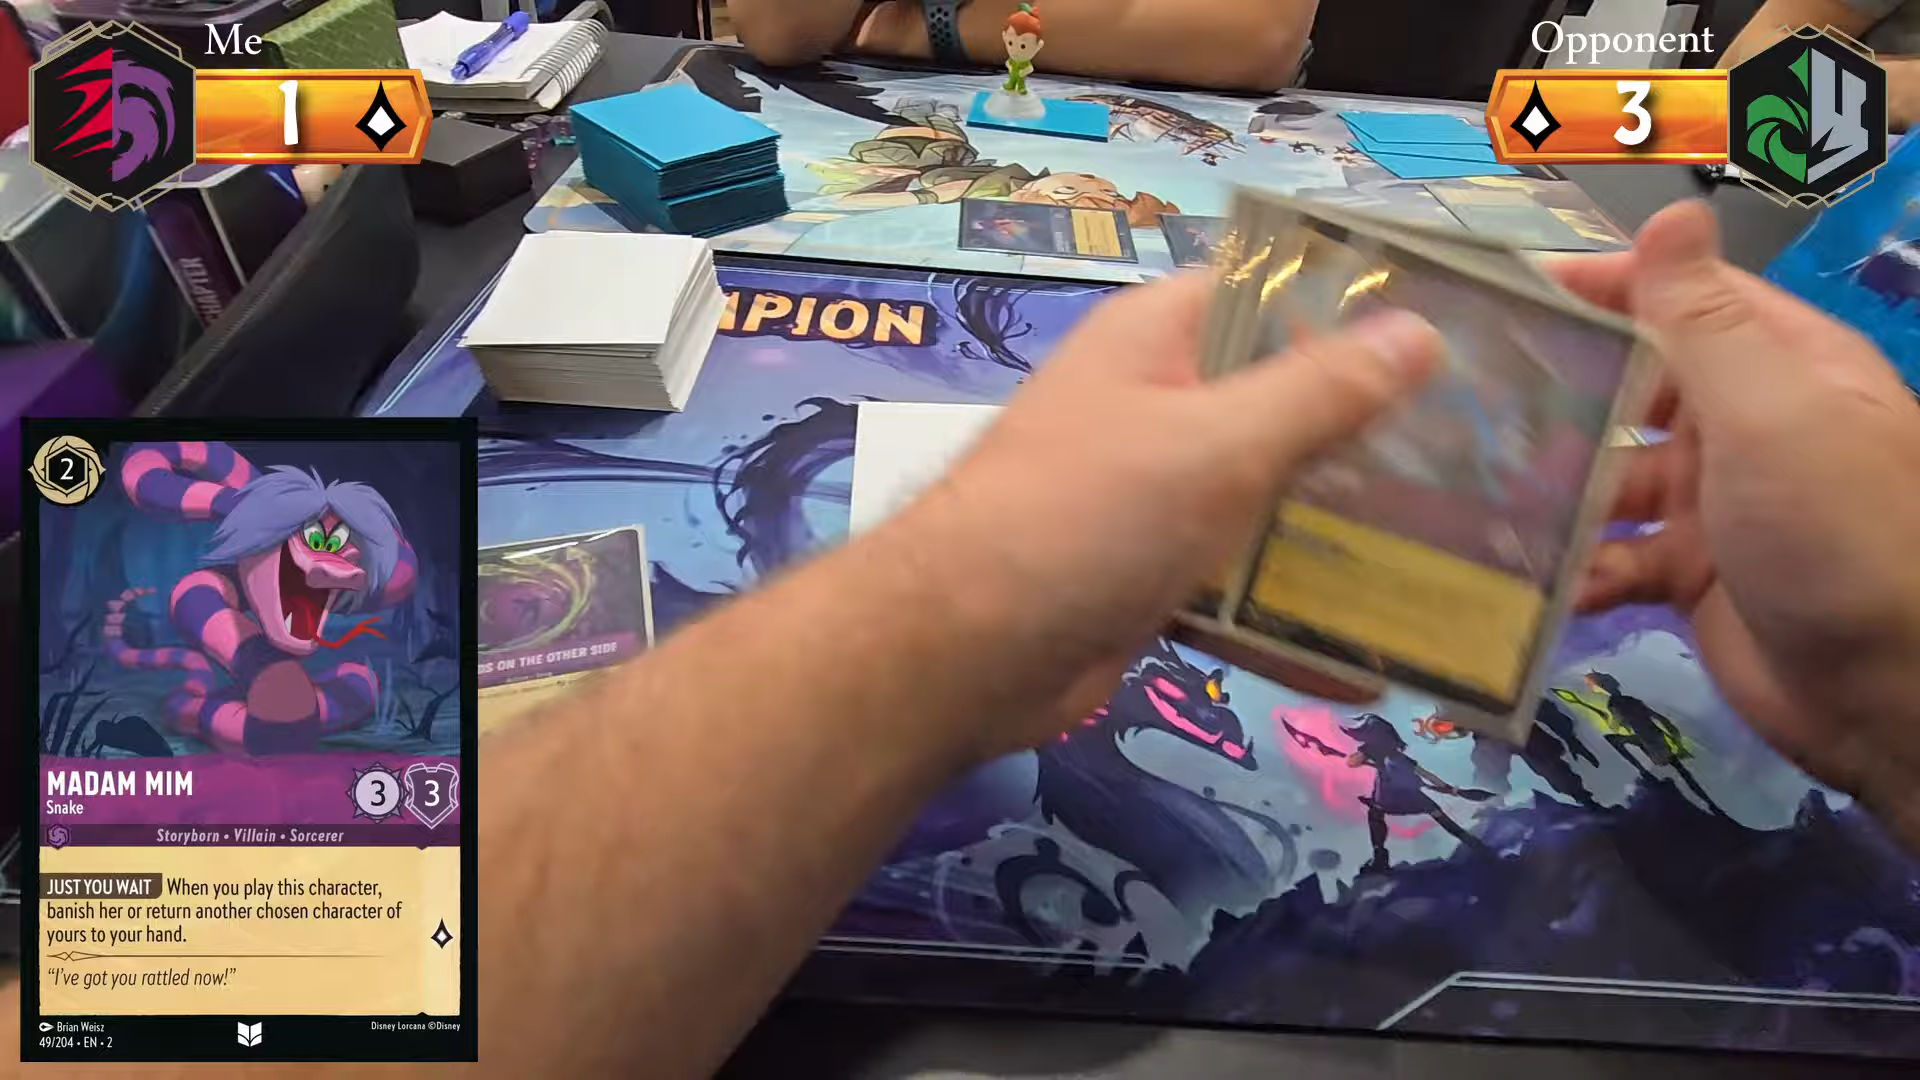 Me
1
Opponent
3
CHAPTER
MPION
DS ON THE OTHER SIDE
2
MADAM MIM
Snake
3 3
Storyborn • Villain • Sorcerer
JUST YOU WAIT When you play this character,
banish her or return another chosen character of
yours to your hand.
“I've got you rattled now!”
Brian Weisz
49/204 • EN • 2
Disney Lorcana ©Disney